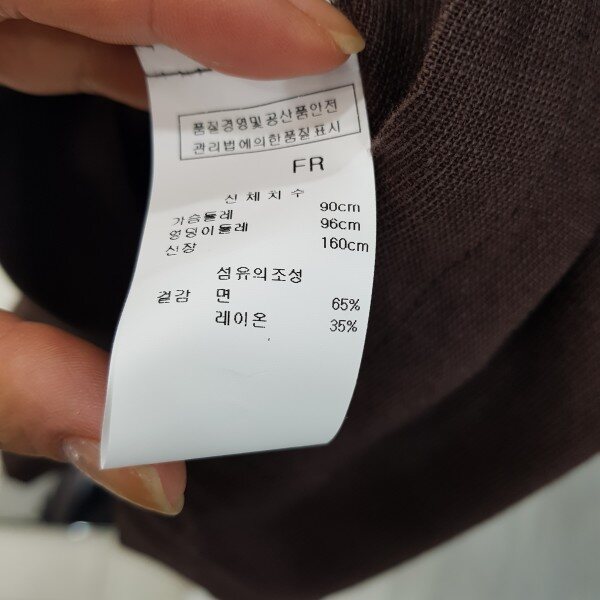 품질경영및공산품안전
관리법에의한품질표시
FR
신체치수
가슴둘레 90cm
엉덩이둘레 96cm
신장 160cm
섬유의조성
겉감 면 65%
레이온 35%